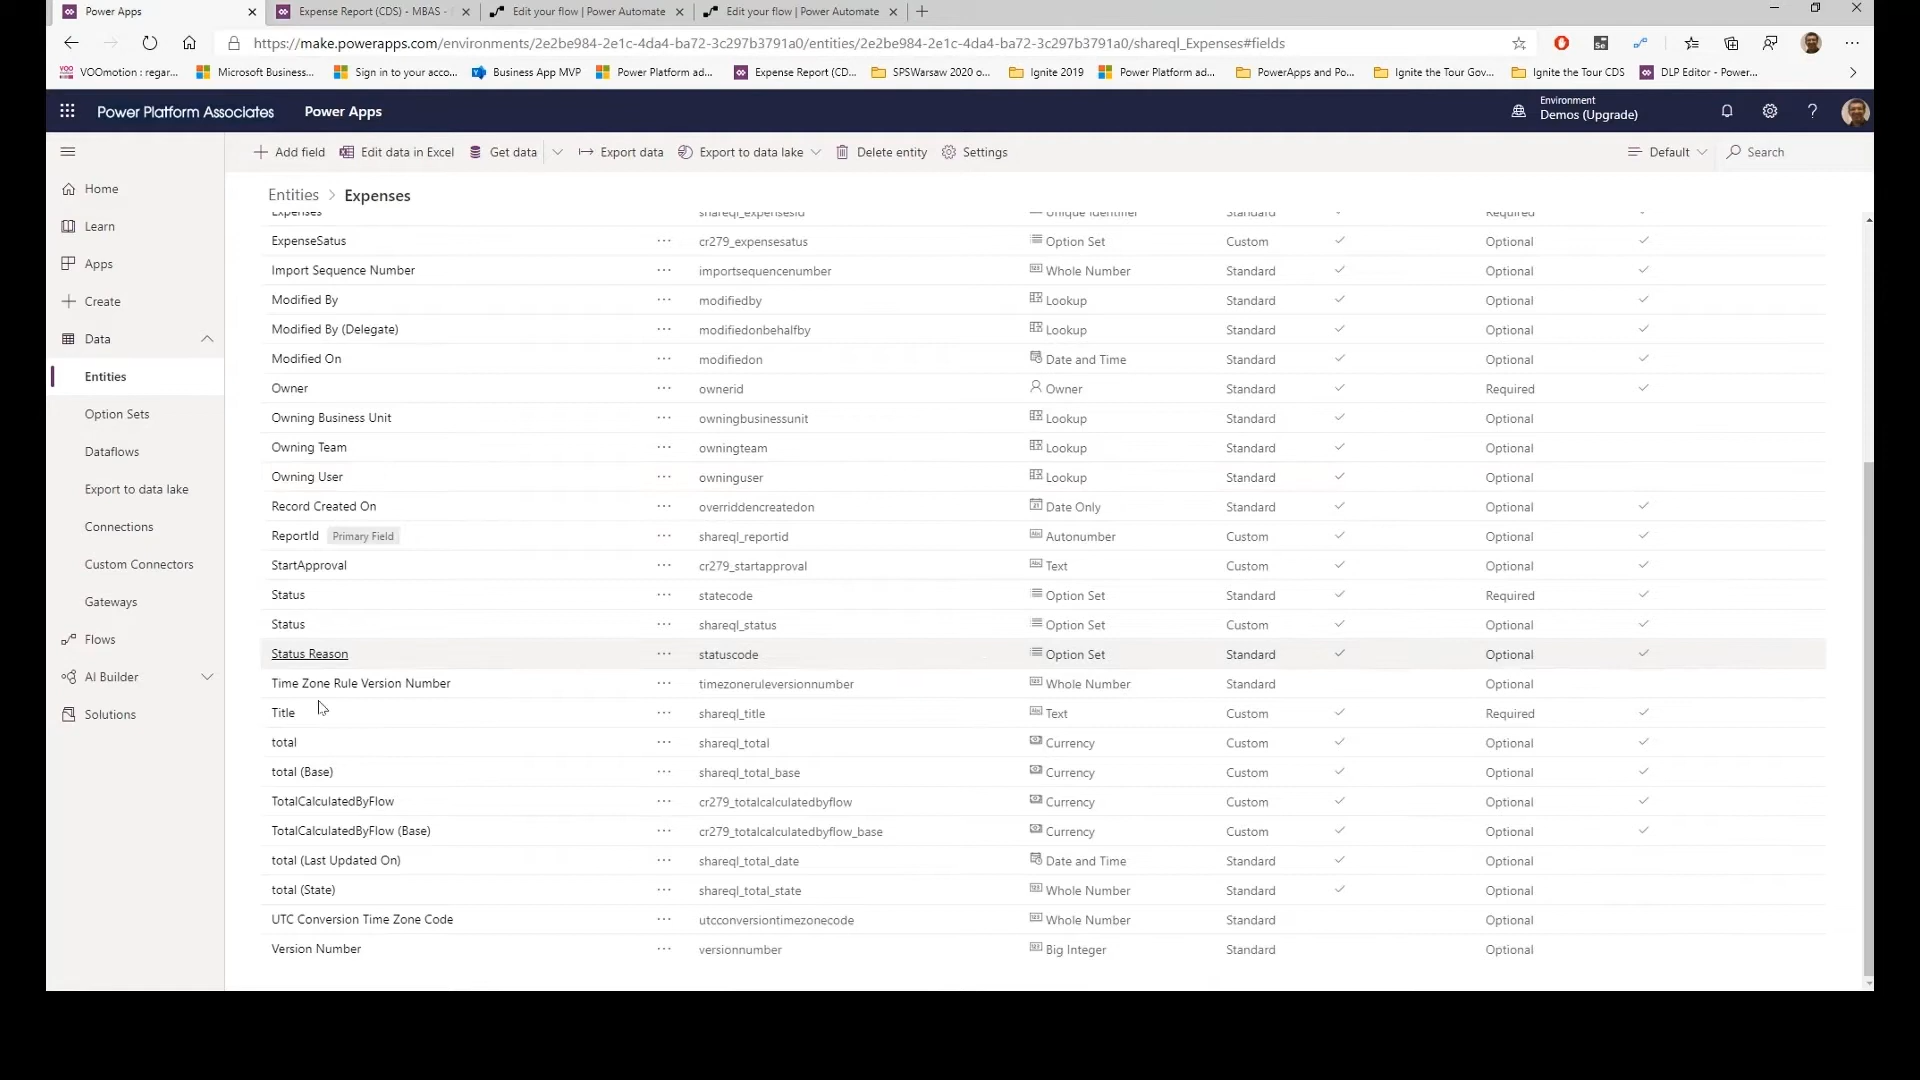 Power Apps
Expense Report (CDS) - MBAS -
Edit your flow | Power Automate
Edit your flow | Power Automate
https://make.powerapps.com/environments/2e2be984-2e1c-4da4-ba72-3c297b3791a0/entities/2e2be984-2e1c-4da4-ba72-3c297b3791a0/shareql_Expenses#fields
VOOmotion : regar...
Microsoft Business...
Sign in to your acco...
Business App MVP
Power Platform ad...
Expense Report (CD...
SPSWarsaw 2020 o...
Ignite 2019
Power Platform ad...
PowerApps and Po...
Ignite the Tour Gov...
Ignite the Tour CDS
DLP Editor - Power...
Power Platform Associates
Power Apps
Environment
Demos (Upgrade)
?
Add field
Edit data in Excel
Get data
Export data
Export to data lake
Delete entity
Settings
Default
Search
Home
Learn
Apps
Create
Data
Entities
Option Sets
Dataflows
Export to data lake
Connections
Custom Connectors
Gateways
Flows
AI Builder
Solutions
Entities > Expenses
Expenses shareql_expensesid Unique Identifier Standard Required
ExpenseSatus ... cr279_expensesatus Option Set Custom Optional
Import Sequence Number ... importsequencenumber Whole Number Standard Optional
Modified By ... modifiedby Lookup Standard Optional
Modified By (Delegate) ... modifiedonbehalfby Lookup Standard Optional
Modified On ... modifiedon Date and Time Standard Optional
Owner ... ownerid Owner Standard Required
Owning Business Unit ... owningbusinessunit Lookup Standard Optional
Owning Team ... owningteam Lookup Standard Optional
Owning User ... owninguser Lookup Standard Optional
Record Created On ... overriddencreatedon Date Only Standard Optional
ReportId Primary Field ... shareql_reportid Autonumber Custom Optional
StartApproval ... cr279_startapproval Text Custom Optional
Status ... statecode Option Set Standard Required
Status ... shareql_status Option Set Custom Optional
Status Reason ... statuscode Option Set Standard Optional
Time Zone Rule Version Number ... timezoneruleversionnumber Whole Number Standard Optional
Title ... shareql_title Text Custom Required
total ... shareql_total Currency Custom Optional
total (Base) ... shareql_total_base Currency Custom Optional
TotalCalculatedByFlow ... cr279_totalcalculatedbyflow Currency Custom Optional
TotalCalculatedByFlow (Base) ... cr279_totalcalculatedbyflow_base Currency Custom Optional
total (Last Updated On) ... shareql_total_date Date and Time Standard Optional
total (State) ... shareql_total_state Whole Number Standard Optional
UTC Conversion Time Zone Code ... utcconversiontimezonecode Whole Number Standard Optional
Version Number ... versionnumber Big Integer Standard Optional